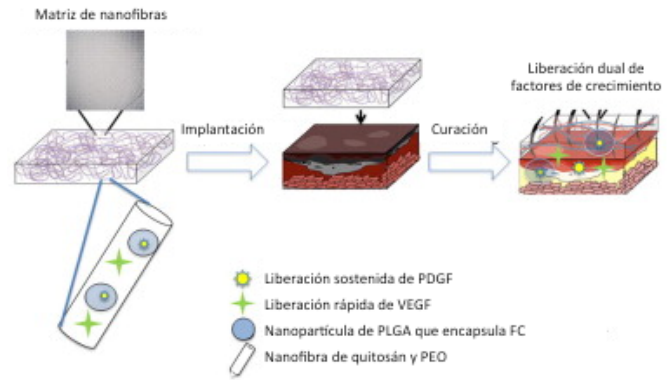 Matriz de nanofibras
Liberación dual de
factores de crecimiento
Implantación
Curación
Liberación sostenida de PDGF
Liberación rápida de VEGF
Nanopartícula de PLGA que encapsula FC
Nanofibra de quitosán y PEO